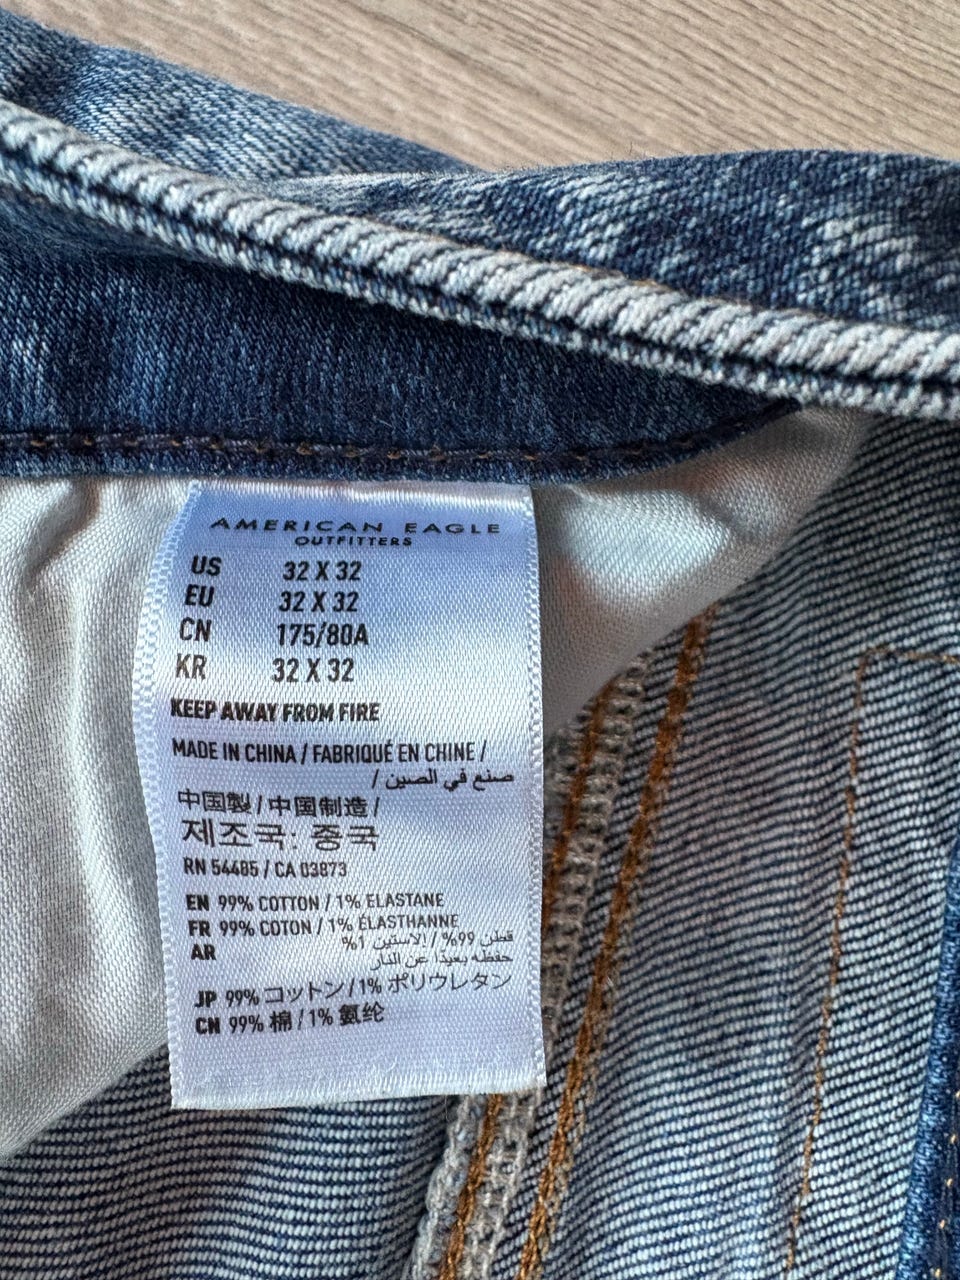 AMERICAN EAGLE
OUTFITTERS
US 32 X 32
EU 32 X 32
CN 175/80A
KR 32 X 32
KEEP AWAY FROM FIRE
MADE IN CHINA / FABRIQUÉ EN CHINE /
صنع في الصين /
中国製 / 中国制造 /
제조국: 중국
RN 54485 / CA 03873
EN 99% COTTON / 1% ELASTANE
FR 99% COTON / 1% ÉLASTHANNE
AR قطن 99% / إلاستين 1%
حفظه بعيدًا عن النار
JP 99% コットン / 1% ポリウレタン
CN 99% 棉 / 1% 氨纶